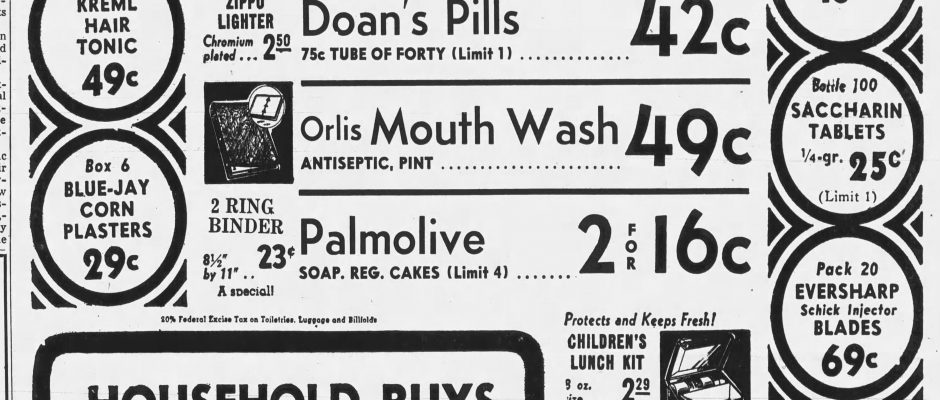 KREML
HAIR
TONIC
49c
Box 6
BLUE-JAY
CORN
PLASTERS
29c
ZIPPO
LIGHTER
Chromium
plated ... 2.50
2 RING
BINDER
8½"
by 11" .. 23¢
A special!
Doan's Pills 42c
75c TUBE OF FORTY (Limit 1)
Orlis Mouth Wash 49c
ANTISEPTIC, PINT
Palmolive 2 FOR 16c
SOAP. REG. CAKES (Limit 4)
Bottle 100
SACCHARIN
TABLETS
¼-gr. 25c
(Limit 1)
Pack 20
EVERSHARP
Schick Injector
BLADES
69c
20% Federal Excise Tax on Toiletries, Luggage and Billfolds
HOUSEHOLD BUYS
Protects and Keeps Fresh!
CHILDREN'S
LUNCH KIT
oz.
2.29